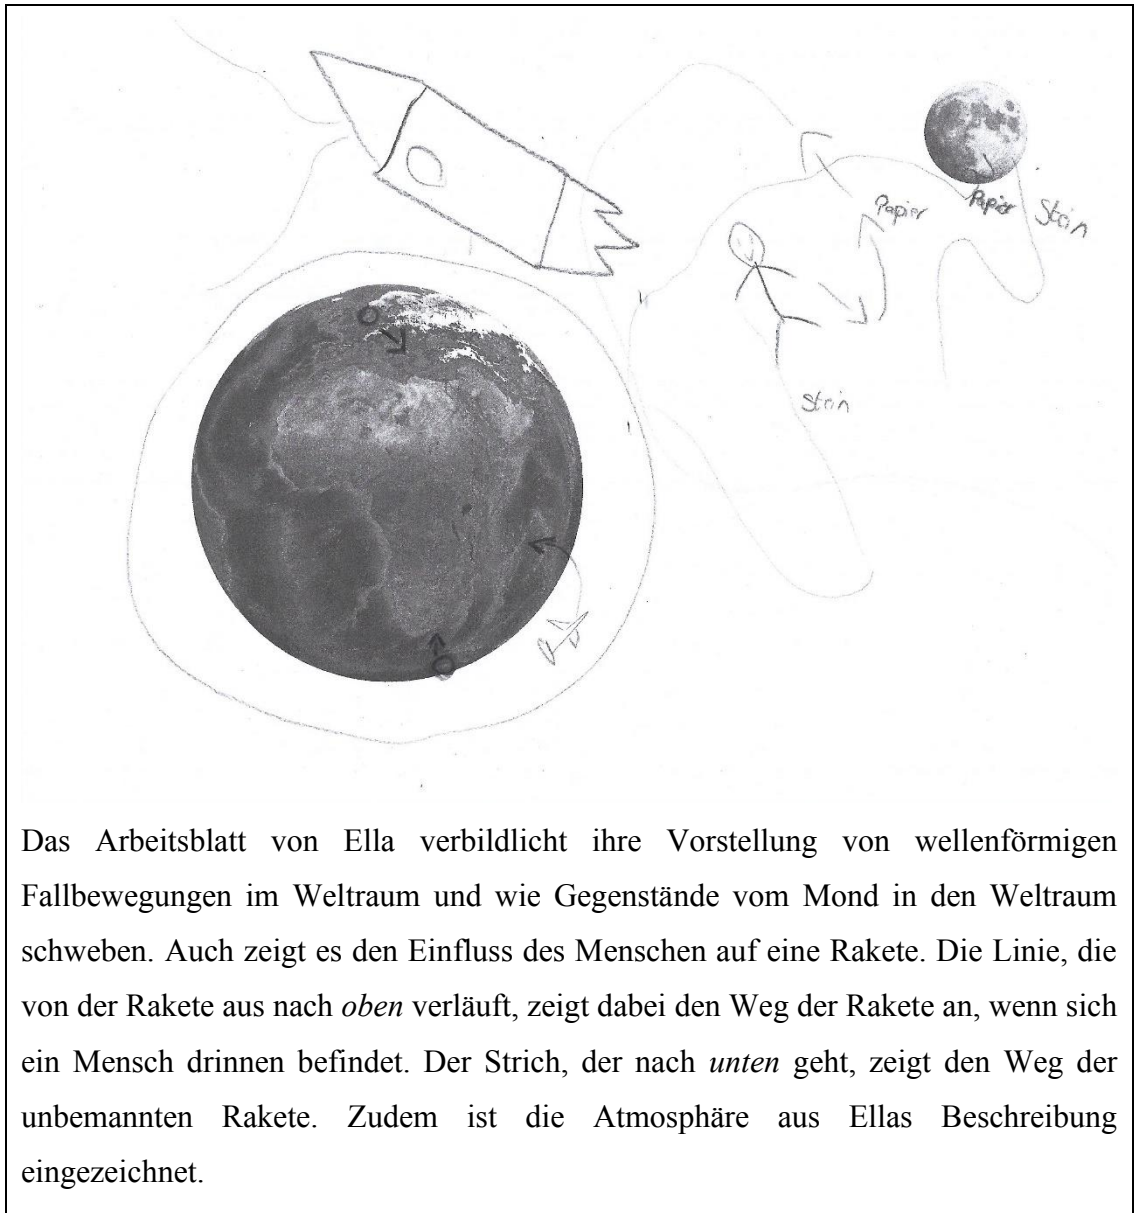 Papier
Papier
Stein
Stein
Das Arbeitsblatt von Ella verbildlicht ihre Vorstellung von wellenförmigen
Fallbewegungen im Weltraum und wie Gegenstände vom Mond in den Weltraum
schweben. Auch zeigt es den Einfluss des Menschen auf eine Rakete. Die Linie, die
von der Rakete aus nach oben verläuft, zeigt dabei den Weg der Rakete an, wenn sich
ein Mensch drinnen befindet. Der Strich, der nach unten geht, zeigt den Weg der
unbemannten Rakete. Zudem ist die Atmosphäre aus Ellas Beschreibung
eingezeichnet.